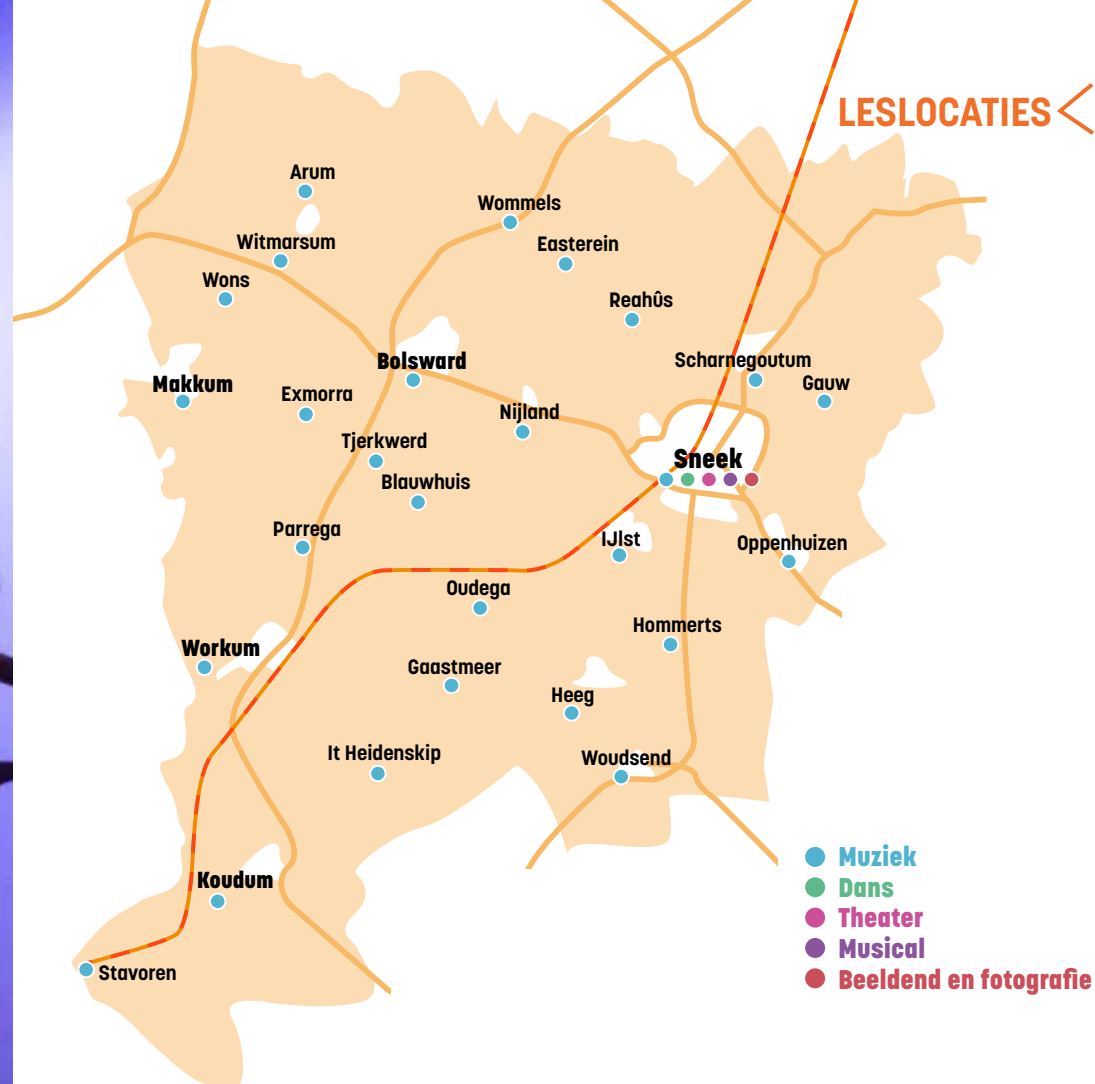 LESLOCATIES
Arum
Wommels
Witmarsum
Easterein
Wons
Reahûs
Scharnegoutum
Bolsward
Makkum
Gauw
Exmorra
Nijland
Tjerkwerd
Sneek
Blauwhuis
Parrega
IJlst
Oppenhuizen
Oudega
Hommerts
Workum
Gaastmeer
Heeg
It Heidenskip
Woudsend
Koudum
Stavoren
Muziek
Dans
Theater
Musical
Beeldend en fotografie